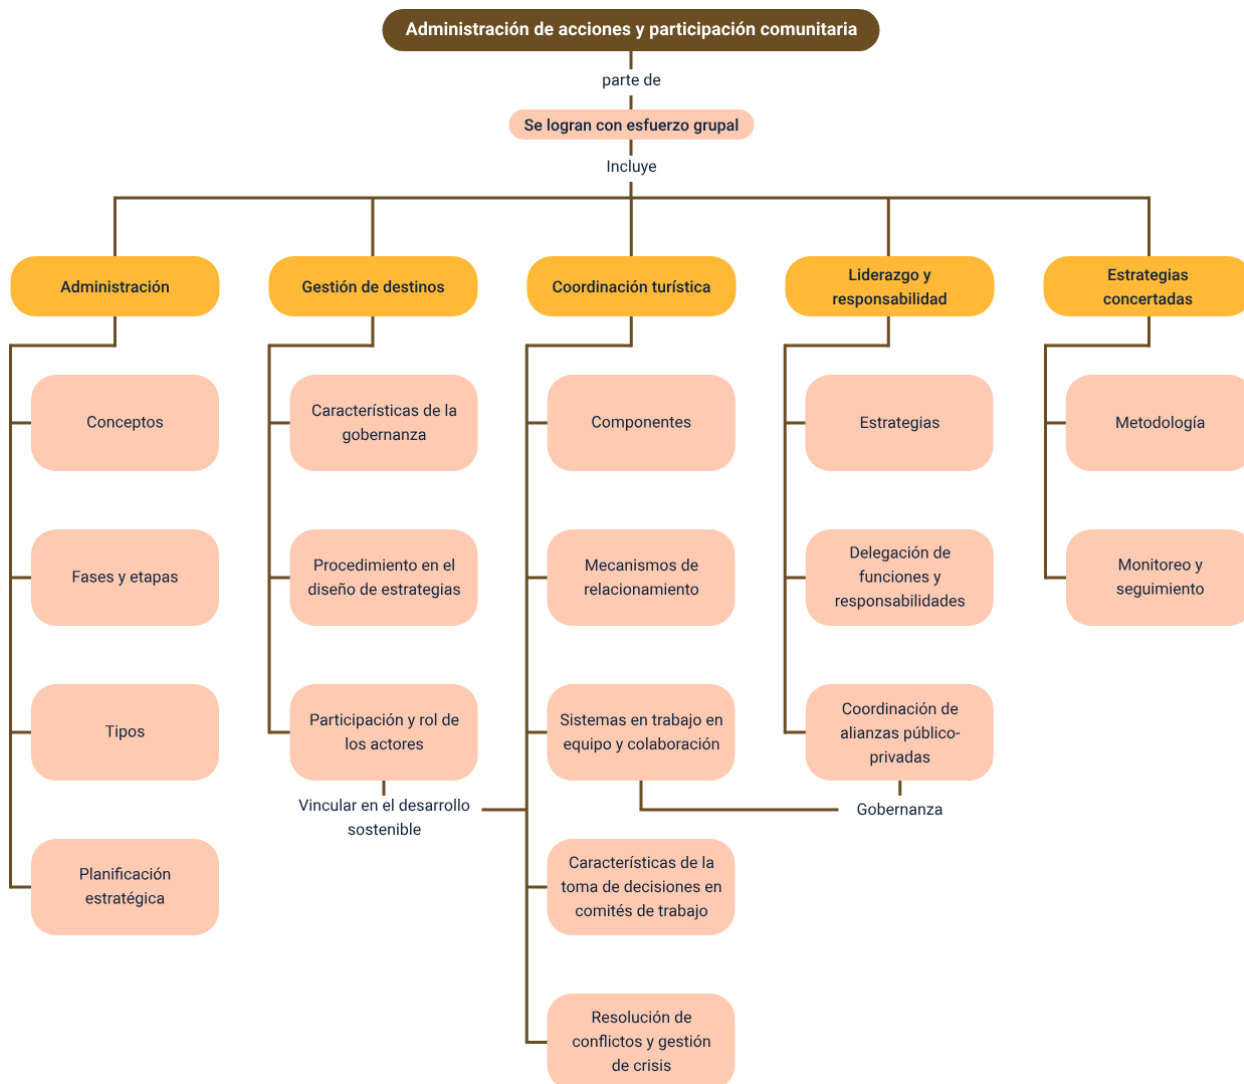 Administración de acciones y participación comunitaria
parte de
Se logran con esfuerzo grupal
Incluye
Administración
Conceptos
Fases y etapas
Tipos
Planificación
estratégica
Gestión de destinos
Características de la
gobernanza
Procedimiento en el
diseño de estrategias
Participación y rol de
los actores
Vincular en el desarrollo
sostenible
Coordinación turística
Componentes
Mecanismos de
relacionamiento
Sistemas en trabajo en
equipo y colaboración
Características de la
toma de decisiones en
comités de trabajo
Resolución de
conflictos y gestión
de crisis
Liderazgo y
responsabilidad
Estrategias
Delegación de
funciones y
responsabilidades
Coordinación de
alianzas público-
privadas
Gobernanza
Estrategias
concertadas
Metodología
Monitoreo y
seguimiento